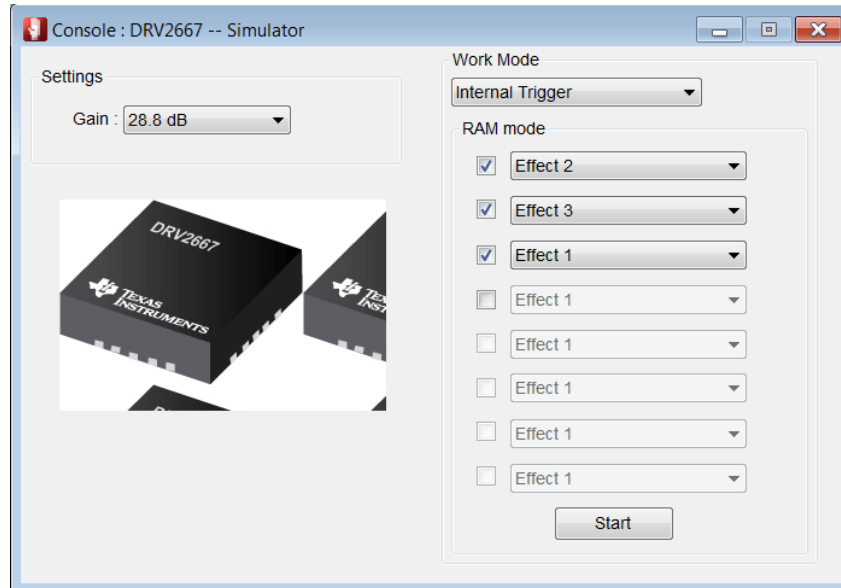 Console : DRV2667 -- Simulator
Settings
Gain :
28.8 dB
DRV2667
TEXAS
INSTRUMENTS
Work Mode
Internal Trigger
RAM mode
Effect 2
Effect 3
Effect 1
Effect 1
Effect 1
Effect 1
Effect 1
Effect 1
Start